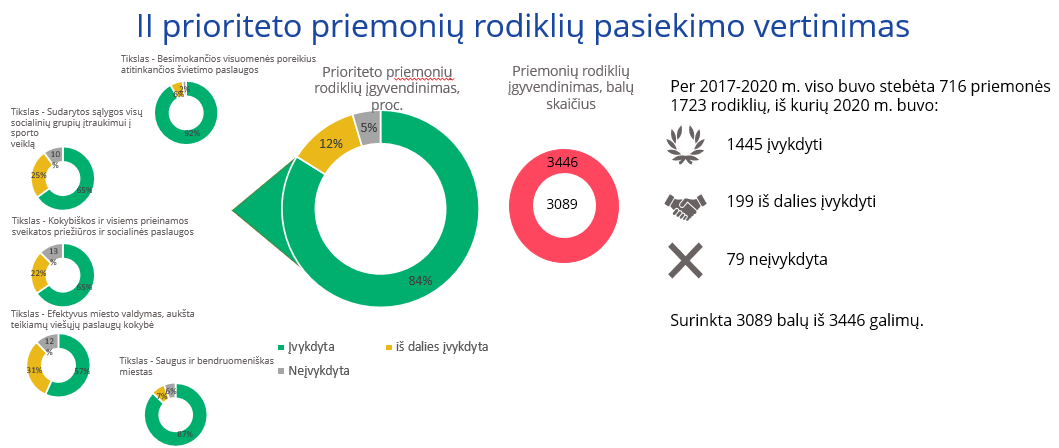 II prioriteto priemonių rodiklių pasiekimo vertinimas
Tikslas - Besimokančios visuomenės poreikius
atitinkančios švietimo paslaugos
2%
6%
92%
Tikslas - Sudarytos sąlygos visų
socialinių grupių įtraukimui į
sporto
veiklą
10
%
25%
65%
Tikslas - Kokybiškos ir visiems prieinamos
sveikatos priežiūros ir socialinės paslaugos
13
%
22%
65%
Tikslas - Efektyvus miesto valdymas, aukšta
teikiamų viešųjų paslaugų kokybė
12
%
31%
57%
Tikslas - Saugus ir bendruomeniškas
miestas
6%
7%
87%
Prioriteto priemonių
rodiklių įgyvendinimas,
proc.
5%
12%
84%
Įvykdyta
iš dalies įvykdyta
Neįvykdyta
Priemonių rodiklių
įgyvendinimas, balų
skaičius
3446
3089
Per 2017-2020 m. viso buvo stebėta 716 priemonės
1723 rodiklių, iš kurių 2020 m. buvo:
1445 įvykdyti
199 iš dalies įvykdyti
79 neįvykdyta
Surinkta 3089 balų iš 3446 galimų.